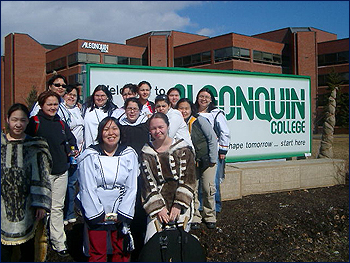 ALGONQUIN
Welcome to
ALGONQUIN
COLLEGE
shape tomorrow ... start here